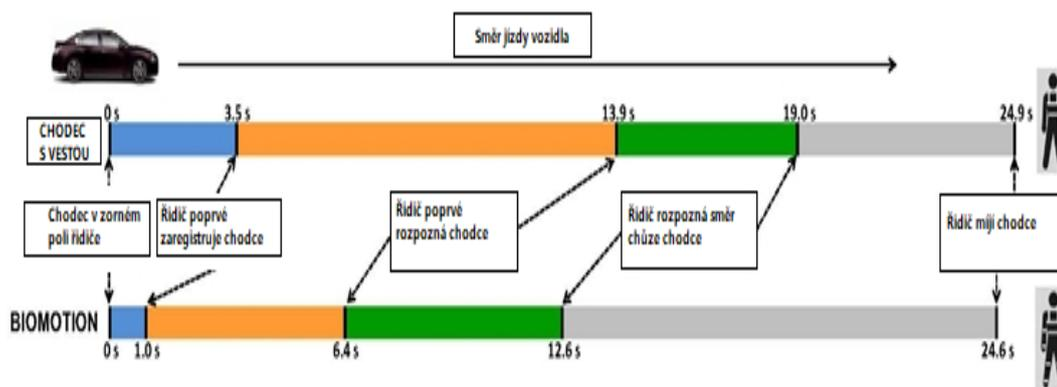 Směr jízdy vozidla
0 s 3.5 s 13.9 s 19.0 s 24.9 s
CHODEC
S VESTOU
Chodec v zorném
poli řidiče
Řidič poprvé
zaregistruje chodce
Řidič poprvé
rozpozná chodce
Řidič rozpozná směr
chůze chodce
Řidič míjí chodce
BIOMOTION
0 s 1.0 s 6.4 s 12.6 s 24.6 s